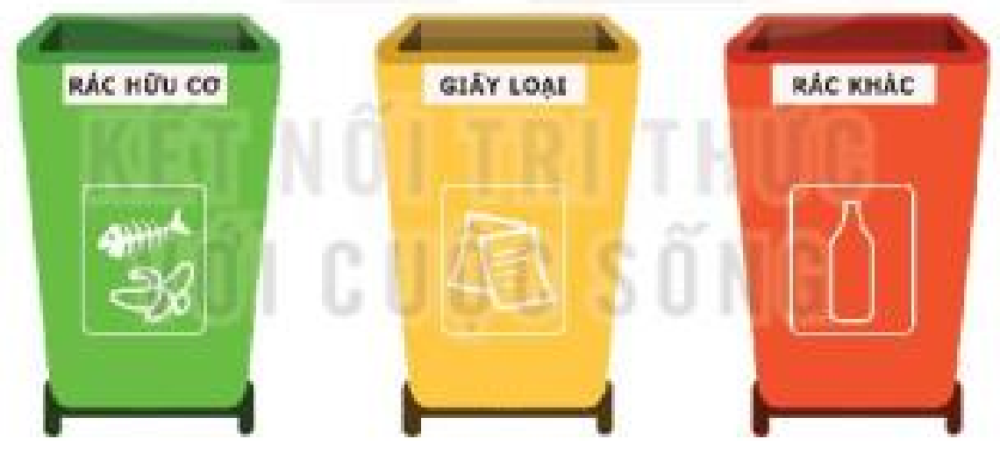 RÁC HỮU CƠ
GIẤY LOẠI
RÁC KHÁC
KẾT NỐI TRI THỨC
VỚI CUỘC SỐNG